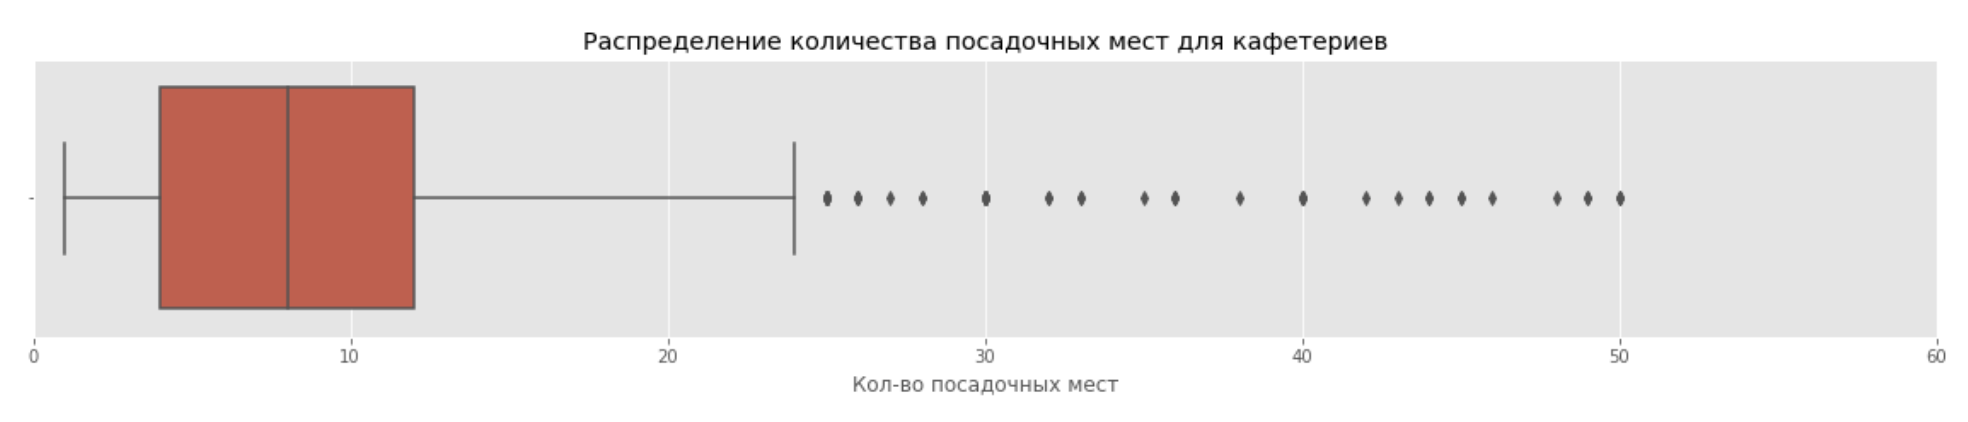 Распределение количества посадочных мест для кафетериев
0 10 20 30 40 50 60
Кол-во посадочных мест